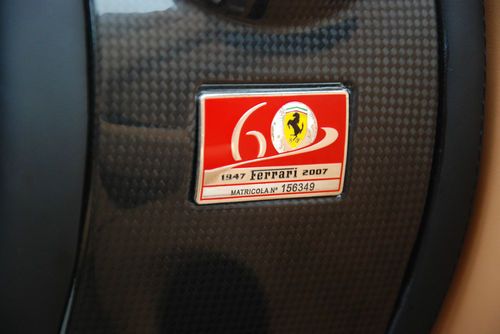 60
1947 Ferrari 2007
MATRICOLA N° 156349